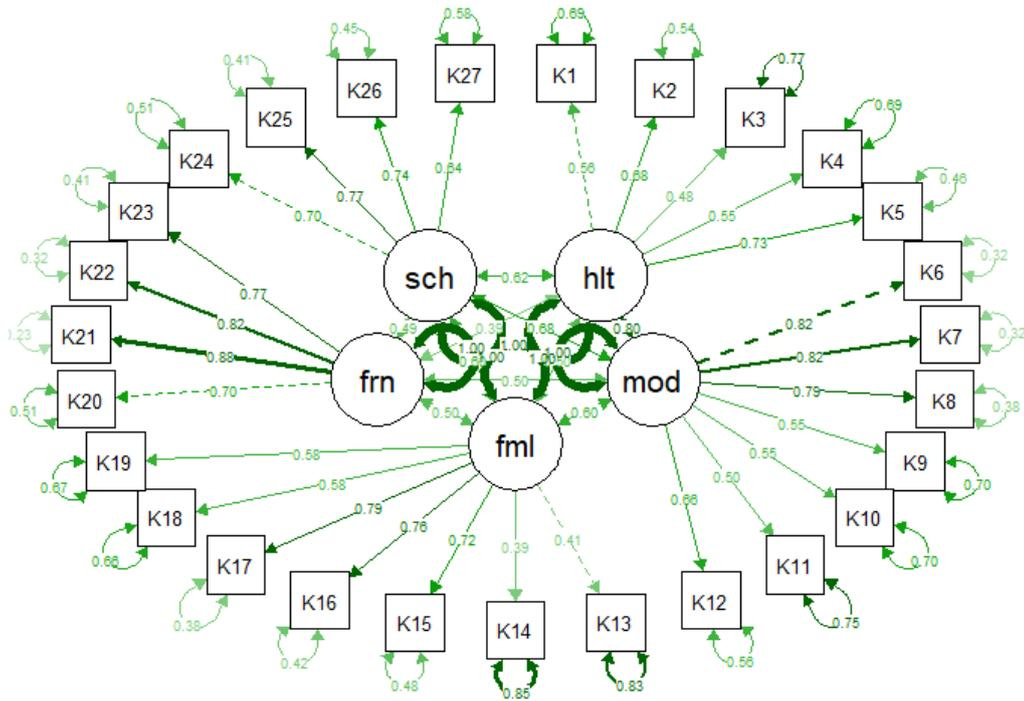 0.58 0.69
0.45 0.54
K27 K1
0.41 K26 K2 0.77
K25 K3
0.51 0.69
K24 K4
0.41 0.46
K23 K5
0.74 0.64 0.56 0.68 0.48
0.77 0.55
0.70 0.73
0.32 K22 K6 0.32
sch 0.62 hlt
0.77
0.82 0.82
0.23 K21 K7 0.32
0.49 0.39 0.68 0.80
0.88 0.82
1.00 1.00 1.00 1.00
frn 0.50 mod
0.70 0.79
0.51 K20 K8 0.38
0.50 0.60
fml
0.58 0.55
K19 K9
0.67 0.70
0.58 0.55
0.79 0.76 0.72 0.39 0.41 0.66 0.50
K18 K10
0.66 0.70
K17 K11
K16 K12
K15 K14 K13
0.38 0.75
0.42 0.56
0.48 0.85 0.83